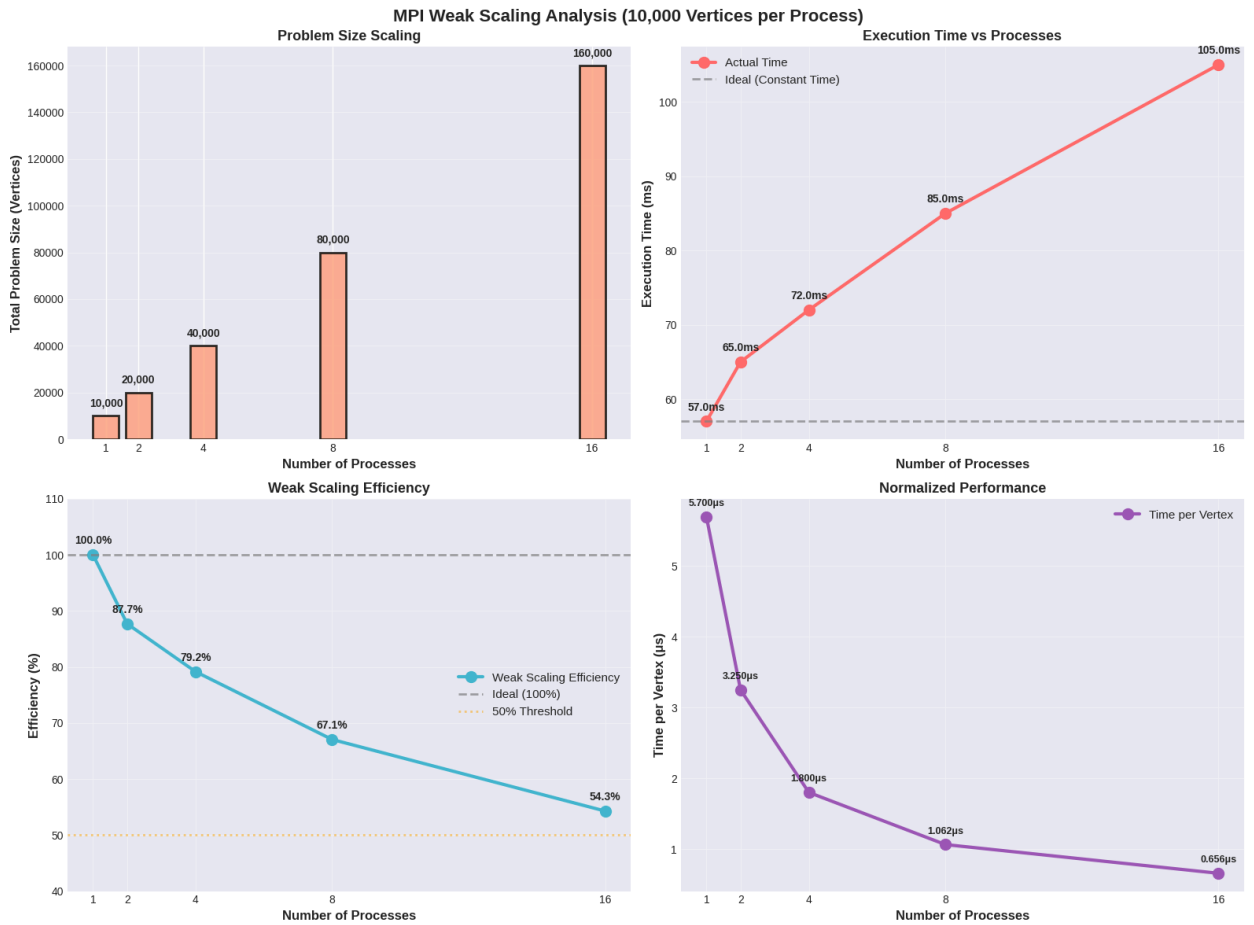 MPI Weak Scaling Analysis (10,000 Vertices per Process)
Problem Size Scaling
Total Problem Size (Vertices)
160000
140000
120000
100000
80000
60000
40000
20000
0
10,000
20,000
40,000
80,000
160,000
1 2 4 8 16
Number of Processes
Execution Time vs Processes
Actual Time
Ideal (Constant Time)
Execution Time (ms)
100
90
80
70
60
57.0ms
65.0ms
72.0ms
85.0ms
105.0ms
1 2 4 8 16
Number of Processes
Weak Scaling Efficiency
Efficiency (%)
110
100
90
80
70
60
50
40
100.0%
87.7%
79.2%
67.1%
54.3%
Weak Scaling Efficiency
Ideal (100%)
50% Threshold
1 2 4 8 16
Number of Processes
Normalized Performance
Time per Vertex
Time per Vertex (µs)
5
4
3
2
1
5.700µs
3.250µs
1.800µs
1.062µs
0.656µs
1 2 4 8 16
Number of Processes